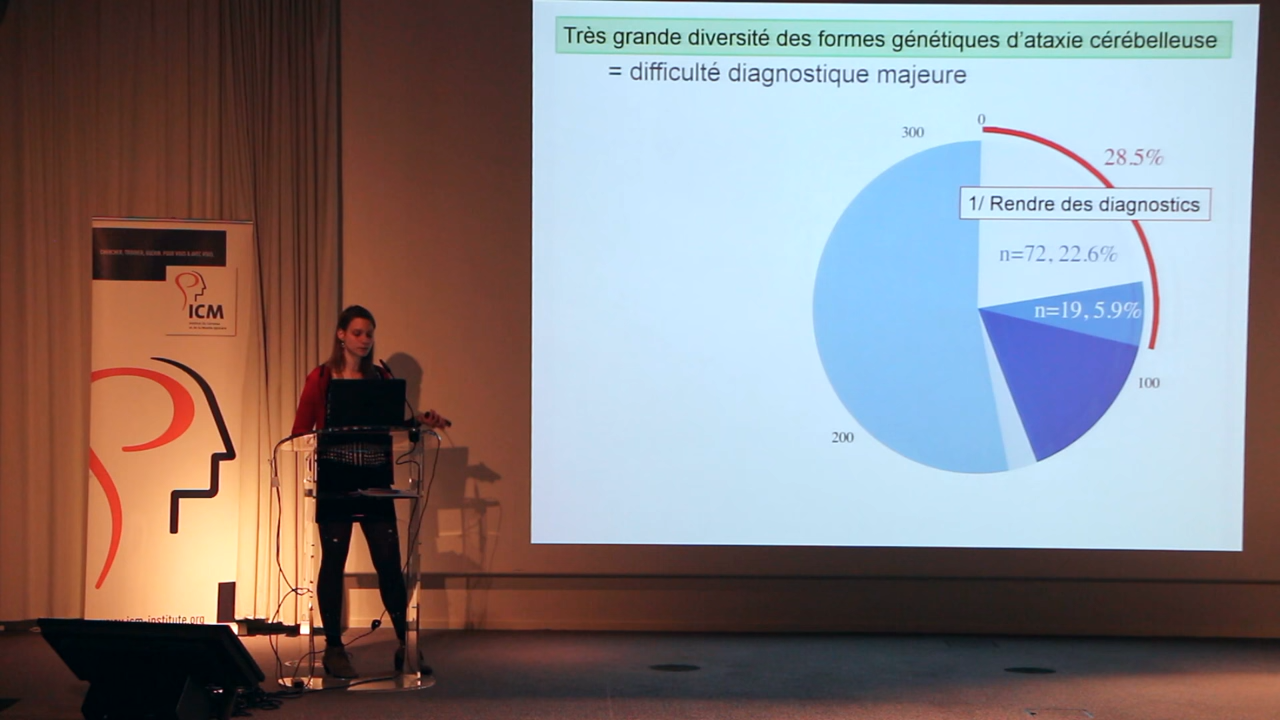 Très grande diversité des formes génétiques d'ataxie cérébelleuse
= difficulté diagnostique majeure
0
300
28.5%
1/ Rendre des diagnostics
n=72, 22.6%
n=19, 5.9%
100
200
ICM